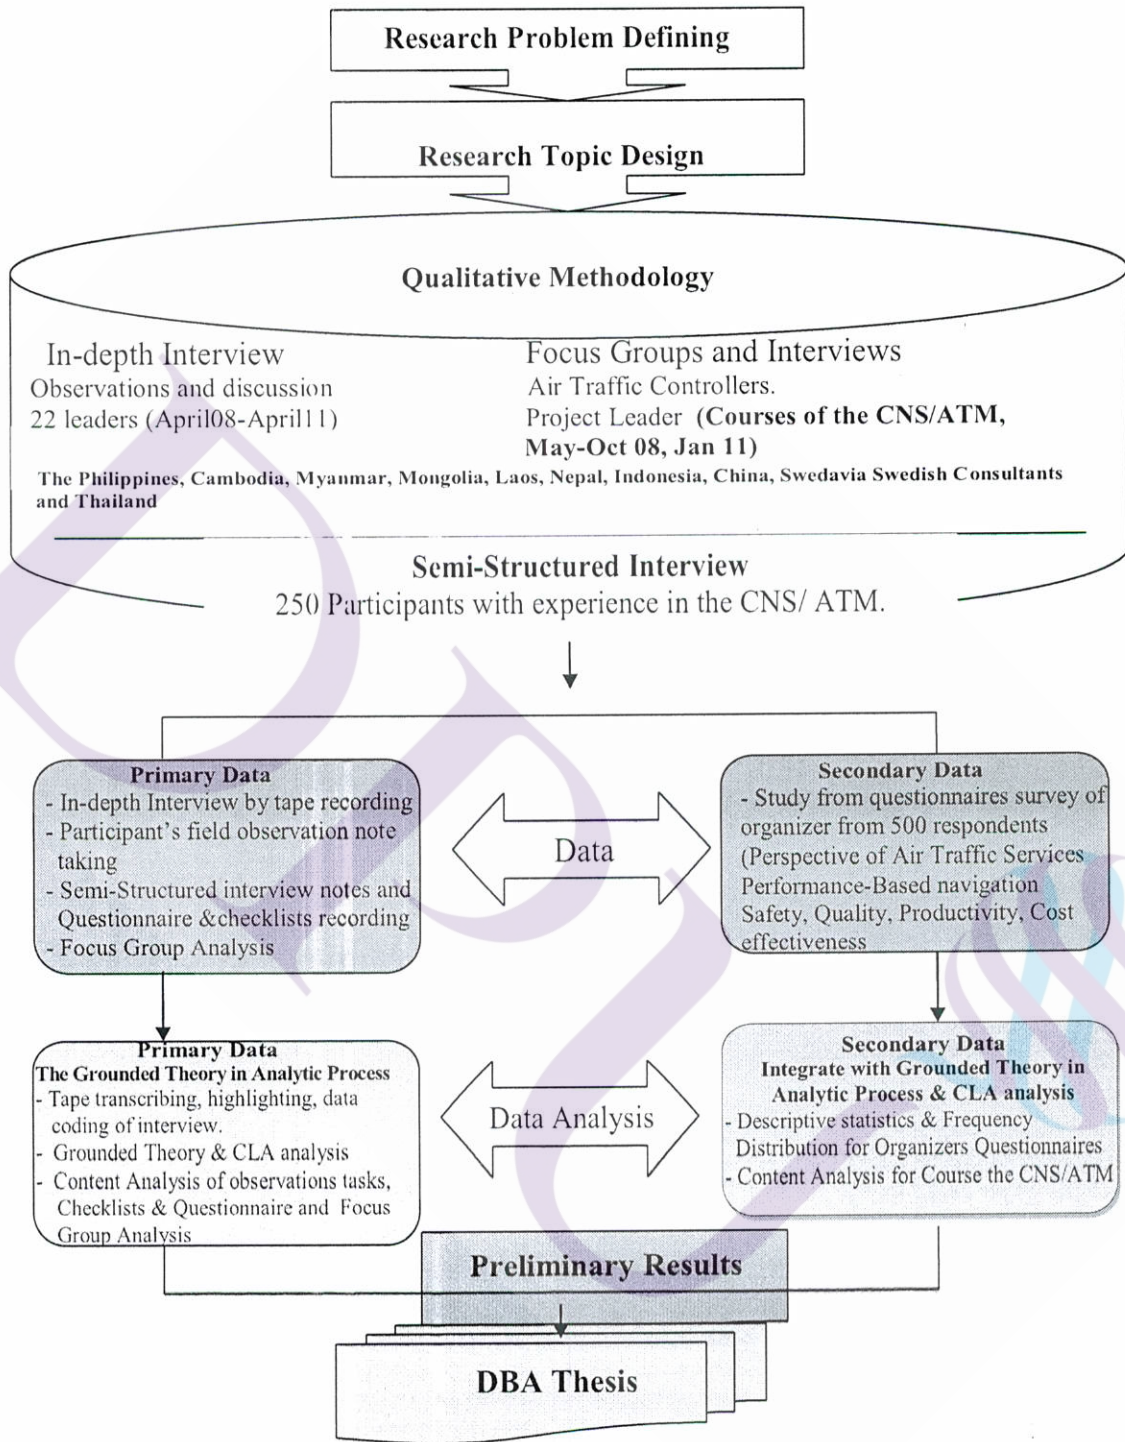 Research Problem Defining
Research Topic Design
Qualitative Methodology
In-depth Interview
Observations and discussion
22 leaders (April08-April11)
Focus Groups and Interviews
Air Traffic Controllers.
Project Leader (Courses of the CNS/ATM,
May-Oct 08, Jan 11)
The Philippines, Cambodia, Myanmar, Mongolia, Laos, Nepal, Indonesia, China, Swedavia Swedish Consultants
and Thailand
Semi-Structured Interview
250 Participants with experience in the CNS/ ATM.
Primary Data
- In-depth Interview by tape recording
- Participant's field observation note
taking
- Semi-Structured interview notes and
Questionnaire &checklists recording
- Focus Group Analysis
Data
Secondary Data
- Study from questionnaires survey of
organizer from 500 respondents
(Perspective of Air Traffic Services
Performance-Based navigation
Safety, Quality, Productivity, Cost
effectiveness
Primary Data
The Grounded Theory in Analytic Process
- Tape transcribing, highlighting, data
coding of interview.
- Grounded Theory & CLA analysis
- Content Analysis of observations tasks,
Checklists & Questionnaire and Focus
Group Analysis
Data Analysis
Secondary Data
Integrate with Grounded Theory in
Analytic Process & CLA analysis
- Descriptive statistics & Frequency
Distribution for Organizers Questionnaires
- Content Analysis for Course the CNS/ATM
Preliminary Results
DBA Thesis
DPU